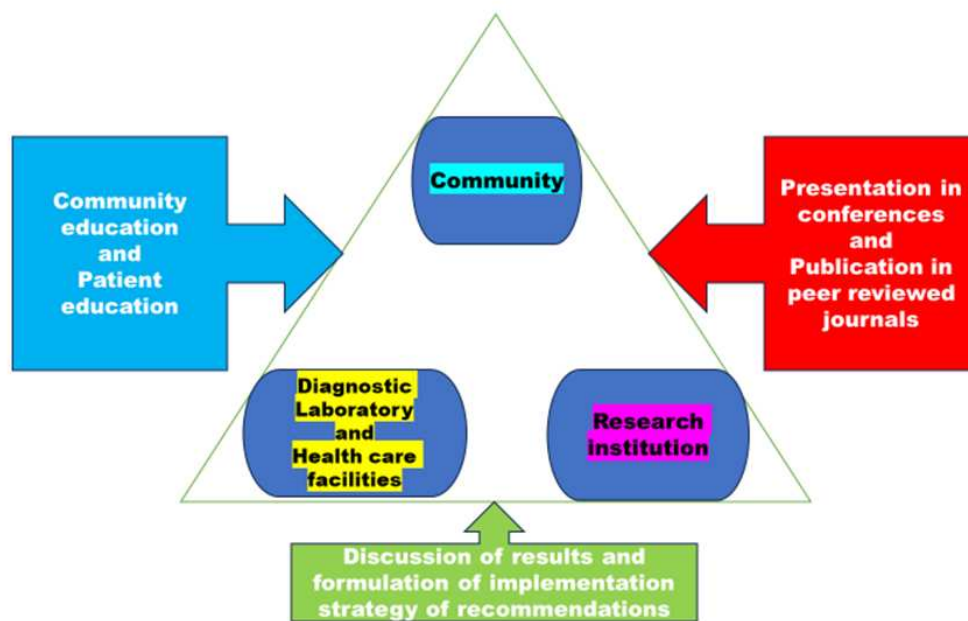 Community
Community
education
and
Patient
education
Presentation in
conferences
and
Publication in
peer reviewed
journals
Diagnostic
Laboratory
and
Health care
facilities
Research
institution
Discussion of results and
formulation of implementation
strategy of recommendations